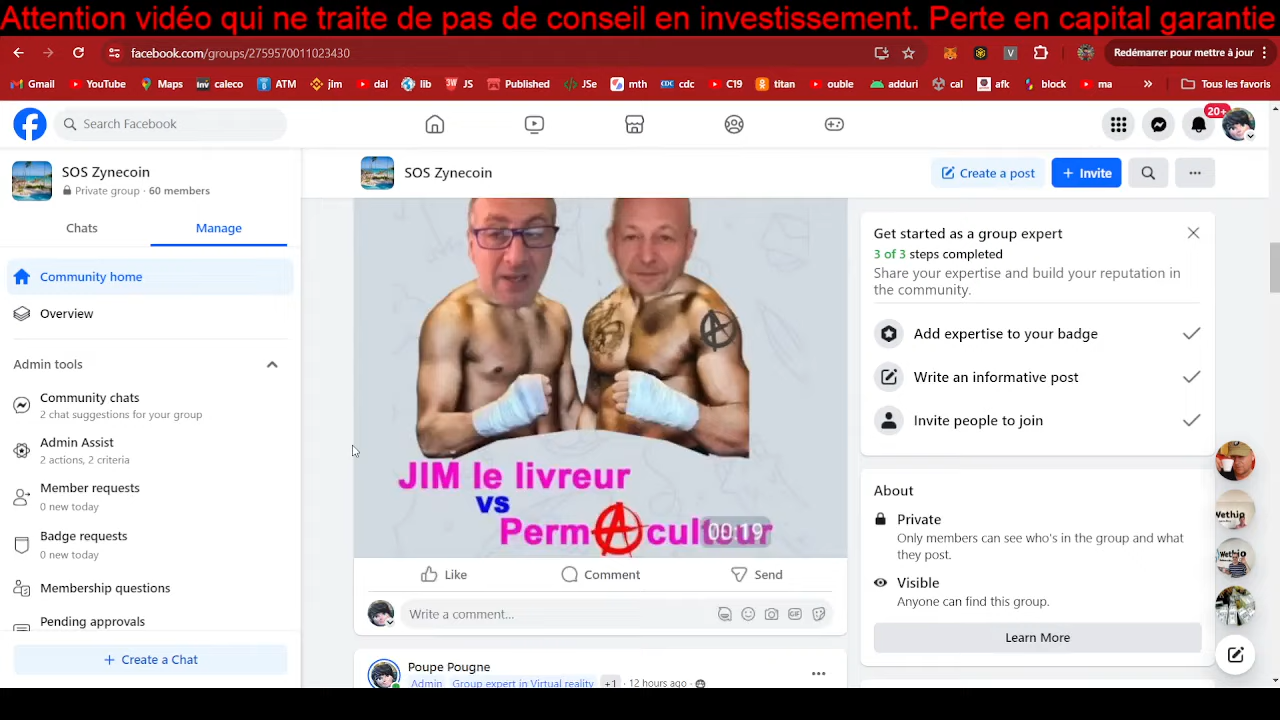 Attention vidéo qui ne traite de pas de conseil en investissement. Perte en capital garantie
facebook.com/groups/2759570011023430
Redémarrer pour mettre à jour
Gmail YouTube Maps caleco ATM jim dal lib JS Published JSe mth cdc C19 titan ouble adduri cal afk block ma » Tous les favoris
Search Facebook
20+
SOS Zynecoin
Private group · 60 members
Chats Manage
Community home
Overview
Admin tools
Community chats
2 chat suggestions for your group
Admin Assist
2 actions, 2 criteria
Member requests
0 new today
Badge requests
0 new today
Membership questions
Pending approvals
+ Create a Chat
SOS Zynecoin
Create a post
+ Invite
JIM le livreur
vs
PermAcultour
00:19
Like Comment Send
Write a comment...
GIF
Poupe Pougne
Admin Group expert in Virtual reality +1 · 12 hours ago ·
Get started as a group expert
3 of 3 steps completed
Share your expertise and build your reputation in
the community.
Add expertise to your badge
Write an informative post
Invite people to join
About
Private
Only members can see who's in the group and what
they post.
Visible
Anyone can find this group.
Learn More
Wethio
Wethio